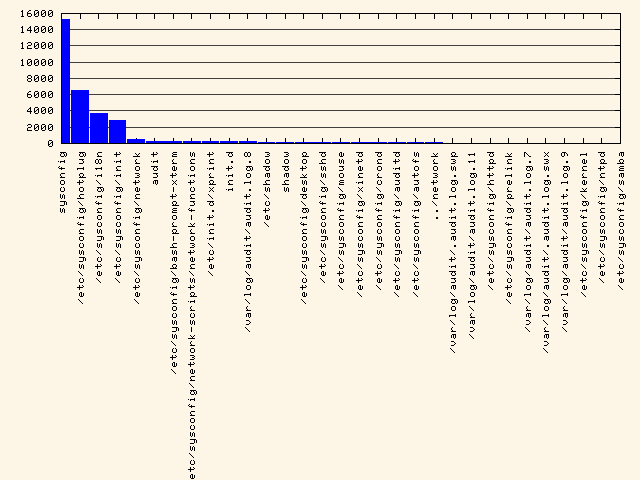 16000
14000
12000
10000
8000
6000
4000
2000
0
sysconfig
/etc/sysconfig/hotplug
/etc/sysconfig/i18n
/etc/sysconfig/init
/etc/sysconfig/network
audit
/etc/sysconfig/bash-prompt-xterm
etc/sysconfig/network-scripts/network-functions
/etc/init.d/xprint
init.d
/var/log/audit/audit.log.8
/etc/shadow
shadow
/etc/sysconfig/desktop
/etc/sysconfig/sshd
/etc/sysconfig/mouse
/etc/sysconfig/xinetd
/etc/sysconfig/crond
/etc/sysconfig/auditd
/etc/sysconfig/autofs
../network
/var/log/audit/.audit.log.swp
/var/log/audit/audit.log.11
/etc/sysconfig/httpd
/etc/sysconfig/prelink
/var/log/audit/audit.log.7
/var/log/audit/.audit.log.swx
/var/log/audit/audit.log.9
/etc/sysconfig/kernel
/etc/sysconfig/ntpd
/etc/sysconfig/samba